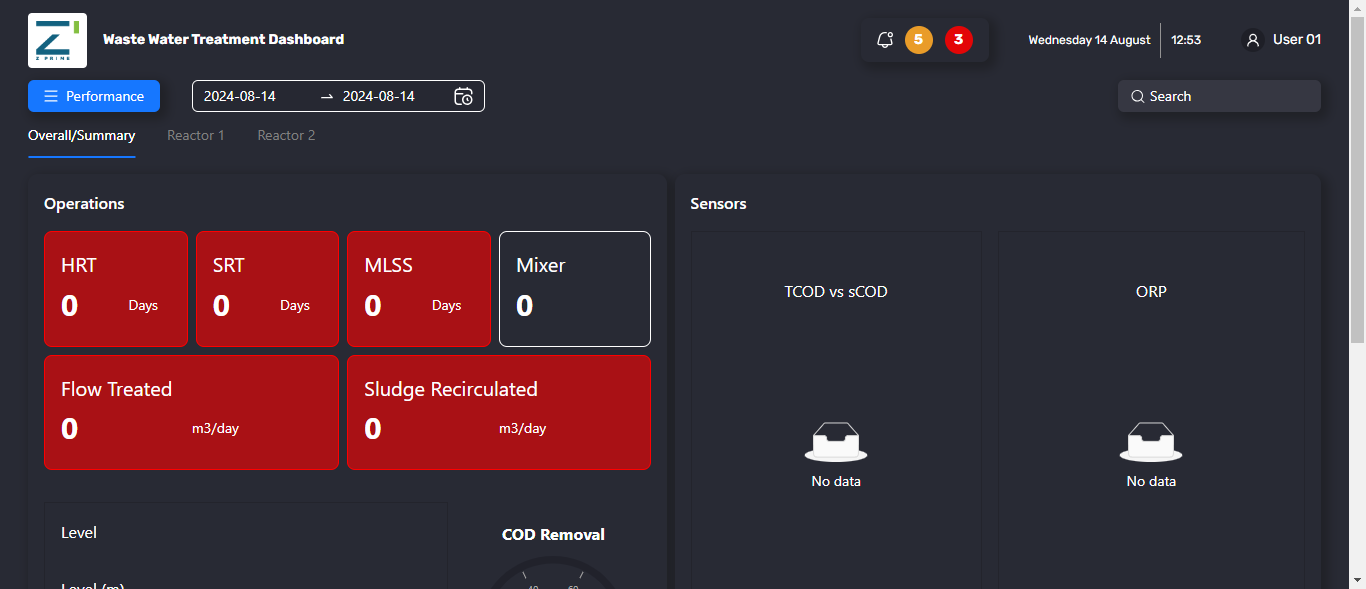 Z PRIME
Waste Water Treatment Dashboard
5
3
Wednesday 14 August
12:53
User 01
Performance
2024-08-14
2024-08-14
Search
Overall/Summary
Reactor 1
Reactor 2
Operations
Sensors
HRT
0 Days
SRT
0 Days
MLSS
0 Days
Mixer
0
TCOD vs sCOD
ORP
Flow Treated
0 m3/day
Sludge Recirculated
0 m3/day
No data
No data
Level
COD Removal
Level (m)
40 60